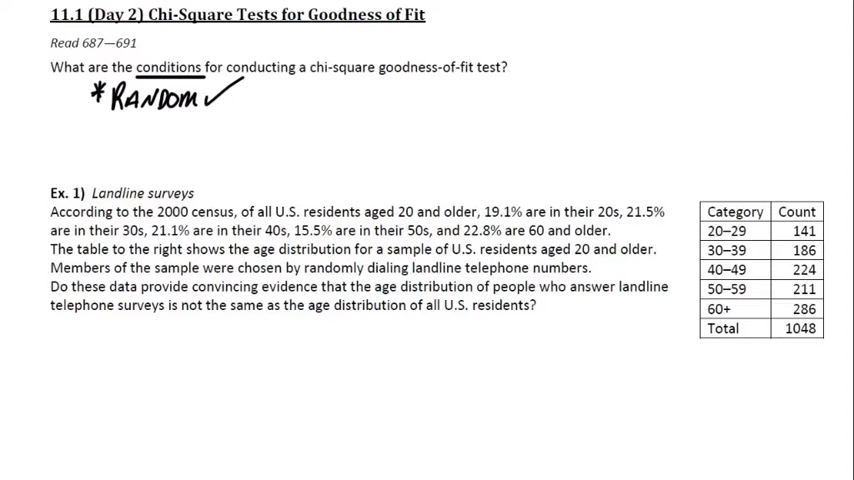 11.1 (Day 2) Chi-Square Tests for Goodness of Fit
Read 687—691
What are the conditions for conducting a chi-square goodness-of-fit test?
*RANDOM✓
Ex. 1) Landline surveys
According to the 2000 census, of all U.S. residents aged 20 and older, 19.1% are in their 20s, 21.5%
are in their 30s, 21.1% are in their 40s, 15.5% are in their 50s, and 22.8% are 60 and older.
The table to the right shows the age distribution for a sample of U.S. residents aged 20 and older.
Members of the sample were chosen by randomly dialing landline telephone numbers.
Do these data provide convincing evidence that the age distribution of people who answer landline
telephone surveys is not the same as the age distribution of all U.S. residents?
Category Count
20–29 141
30–39 186
40–49 224
50–59 211
60+ 286
Total 1048